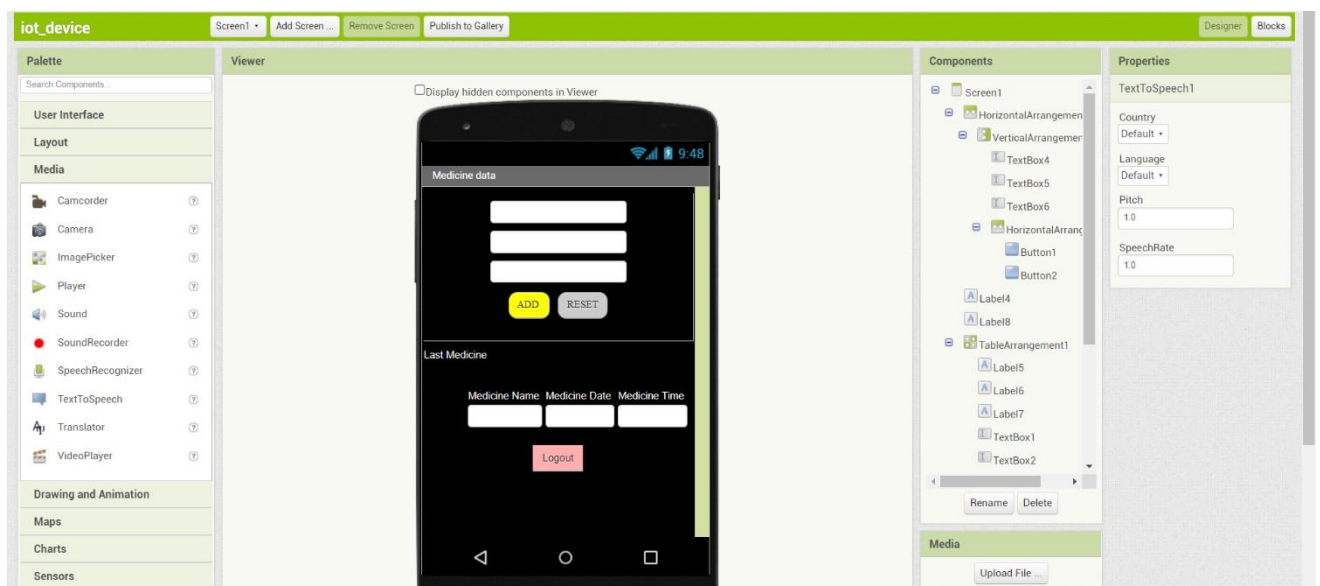 iot_device
Screen1
Add Screen ...
Remove Screen
Publish to Gallery
Designer
Blocks
Palette
Search Components...
User Interface
Layout
Media
Camcorder
Camera
ImagePicker
Player
Sound
SoundRecorder
SpeechRecognizer
TextToSpeech
Translator
VideoPlayer
Drawing and Animation
Maps
Charts
Sensors
Viewer
Display hidden components in Viewer
9:48
Medicine data
ADD RESET
Last Medicine
Medicine Name Medicine Date Medicine Time
Logout
Components
Screen1
HorizontalArrangemen
VerticalArrangemer
TextBox4
TextBox5
TextBox6
HorizontalArrang
Button1
Button2
Label4
Label8
TableArrangement1
Label5
Label6
Label7
TextBox1
TextBox2
Rename Delete
Media
Upload File ...
Properties
TextToSpeech1
Country
Default
Language
Default
Pitch
1.0
SpeechRate
1.0